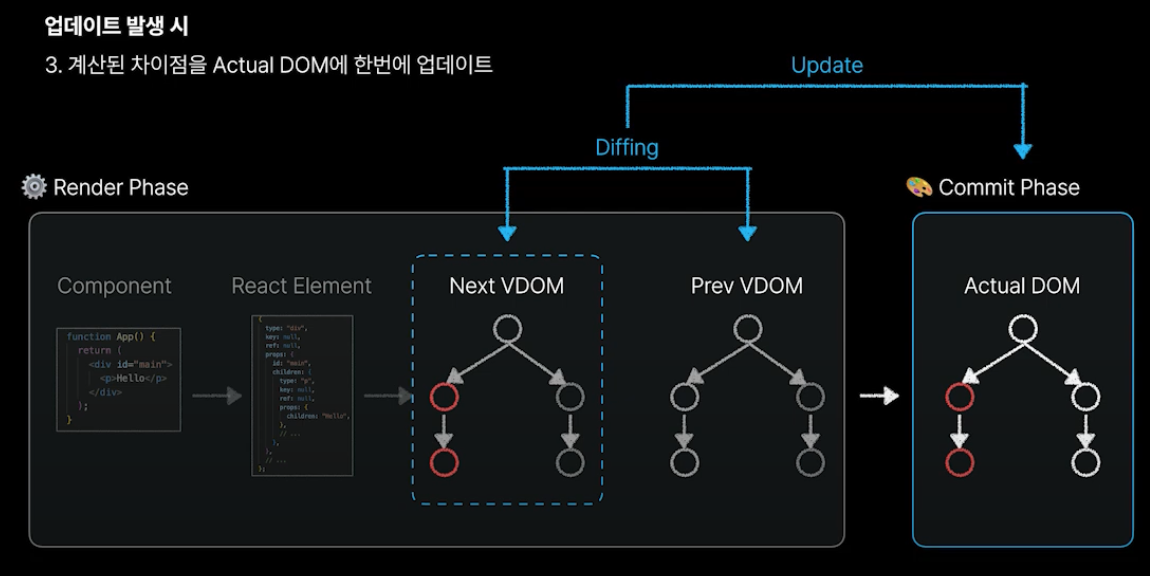 업데이트 발생 시
3. 계산된 차이점을 Actual DOM에 한번에 업데이트
Update
Diffing
Render Phase
Commit Phase
Component
React Element
Next VDOM
Prev VDOM
Actual DOM
function App() {
return (
<div id="main">
<p>Hello</p>
</div>
);
}
{
type: "div",
key: null,
ref: null,
props: {
id: "main",
children: {
type: "p",
key: null,
ref: null,
props: {
children: "Hello",
},
// ...
},
},
// ...
};